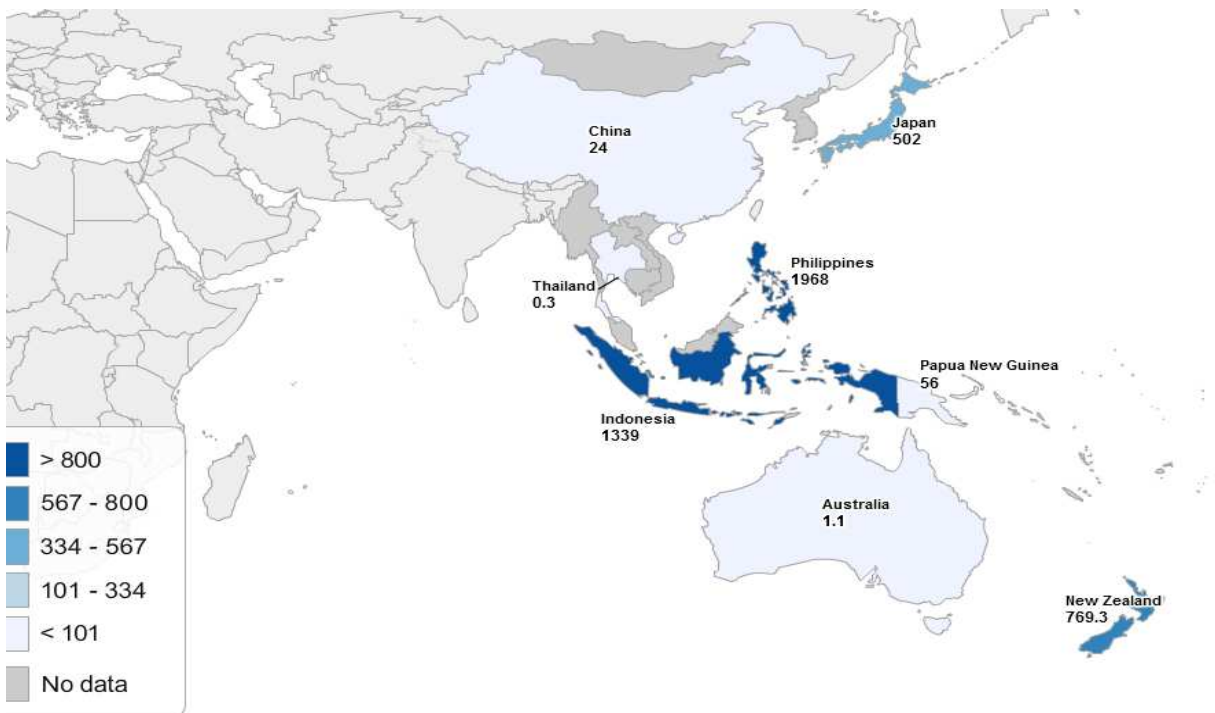 China
24
Japan
502
Philippines
1968
Thailand
0.3
Papua New Guinea
56
Indonesia
1339
Australia
1.1
New Zealand
769.3
> 800
567 - 800
334 - 567
101 - 334
< 101
No data